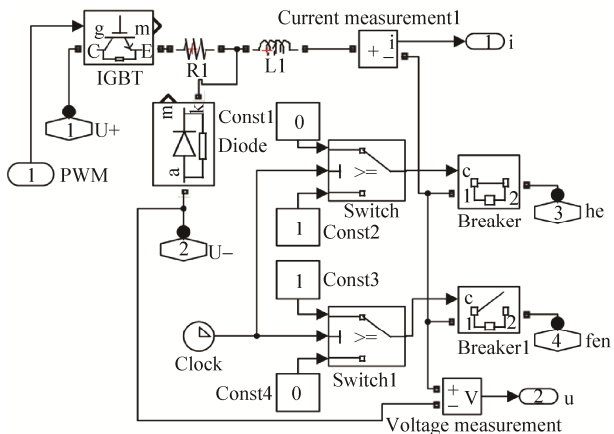 Current measurement1
g m
C E
IGBT
R1
L1
+
−
i
1 i
1 U+
m k
a
Diode
Const1
0
1 PWM
>=
Switch
c
1 2
Breaker
3 he
1
Const2
2 U−
1
Const3
c
1 2
Breaker1
4 fen
Clock
>=
Switch1
Const4
0
+
−
V
2 u
Voltage measurement